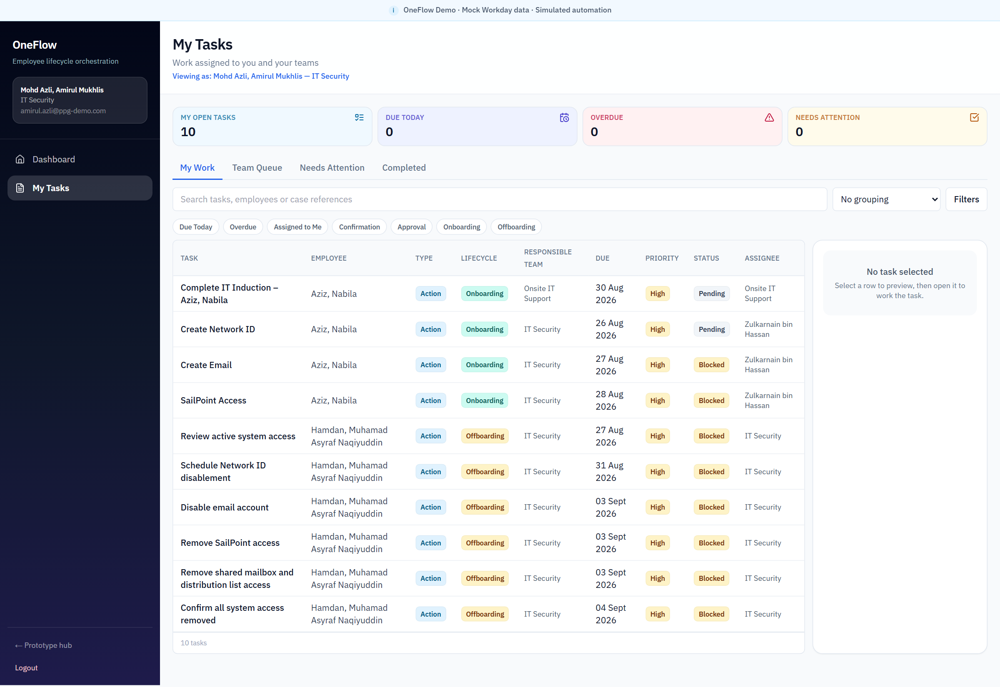 i OneFlow Demo · Mock Workday data · Simulated automation
OneFlow
Employee lifecycle orchestration
Mohd Azli, Amirul Mukhlis
IT Security
amirul.azli@ppg-demo.com
Dashboard
My Tasks
← Prototype hub
Logout
My Tasks
Work assigned to you and your teams
Viewing as: Mohd Azli, Amirul Mukhlis — IT Security
MY OPEN TASKS
10
DUE TODAY
0
OVERDUE
0
NEEDS ATTENTION
0
My Work Team Queue Needs Attention Completed
Search tasks, employees or case references No grouping Filters
Due Today Overdue Assigned to Me Confirmation Approval Onboarding Offboarding
TASK EMPLOYEE TYPE LIFECYCLE RESPONSIBLE TEAM DUE PRIORITY STATUS ASSIGNEE
Complete IT Induction – Aziz, Nabila Aziz, Nabila Action Onboarding Onsite IT Support 30 Aug 2026 High Pending Onsite IT Support
Create Network ID Aziz, Nabila Action Onboarding IT Security 26 Aug 2026 High Pending Zulkarnain bin Hassan
Create Email Aziz, Nabila Action Onboarding IT Security 27 Aug 2026 High Blocked Zulkarnain bin Hassan
SailPoint Access Aziz, Nabila Action Onboarding IT Security 28 Aug 2026 High Blocked Zulkarnain bin Hassan
Review active system access Hamdan, Muhamad Asyraf Naqiyuddin Action Offboarding IT Security 27 Aug 2026 High Blocked IT Security
Schedule Network ID disablement Hamdan, Muhamad Asyraf Naqiyuddin Action Offboarding IT Security 31 Aug 2026 High Blocked IT Security
Disable email account Hamdan, Muhamad Asyraf Naqiyuddin Action Offboarding IT Security 03 Sept 2026 High Blocked IT Security
Remove SailPoint access Hamdan, Muhamad Asyraf Naqiyuddin Action Offboarding IT Security 03 Sept 2026 High Blocked IT Security
Remove shared mailbox and distribution list access Hamdan, Muhamad Asyraf Naqiyuddin Action Offboarding IT Security 03 Sept 2026 High Blocked IT Security
Confirm all system access removed Hamdan, Muhamad Asyraf Naqiyuddin Action Offboarding IT Security 04 Sept 2026 High Blocked IT Security
10 tasks
No task selected
Select a row to preview, then open it to
work the task.